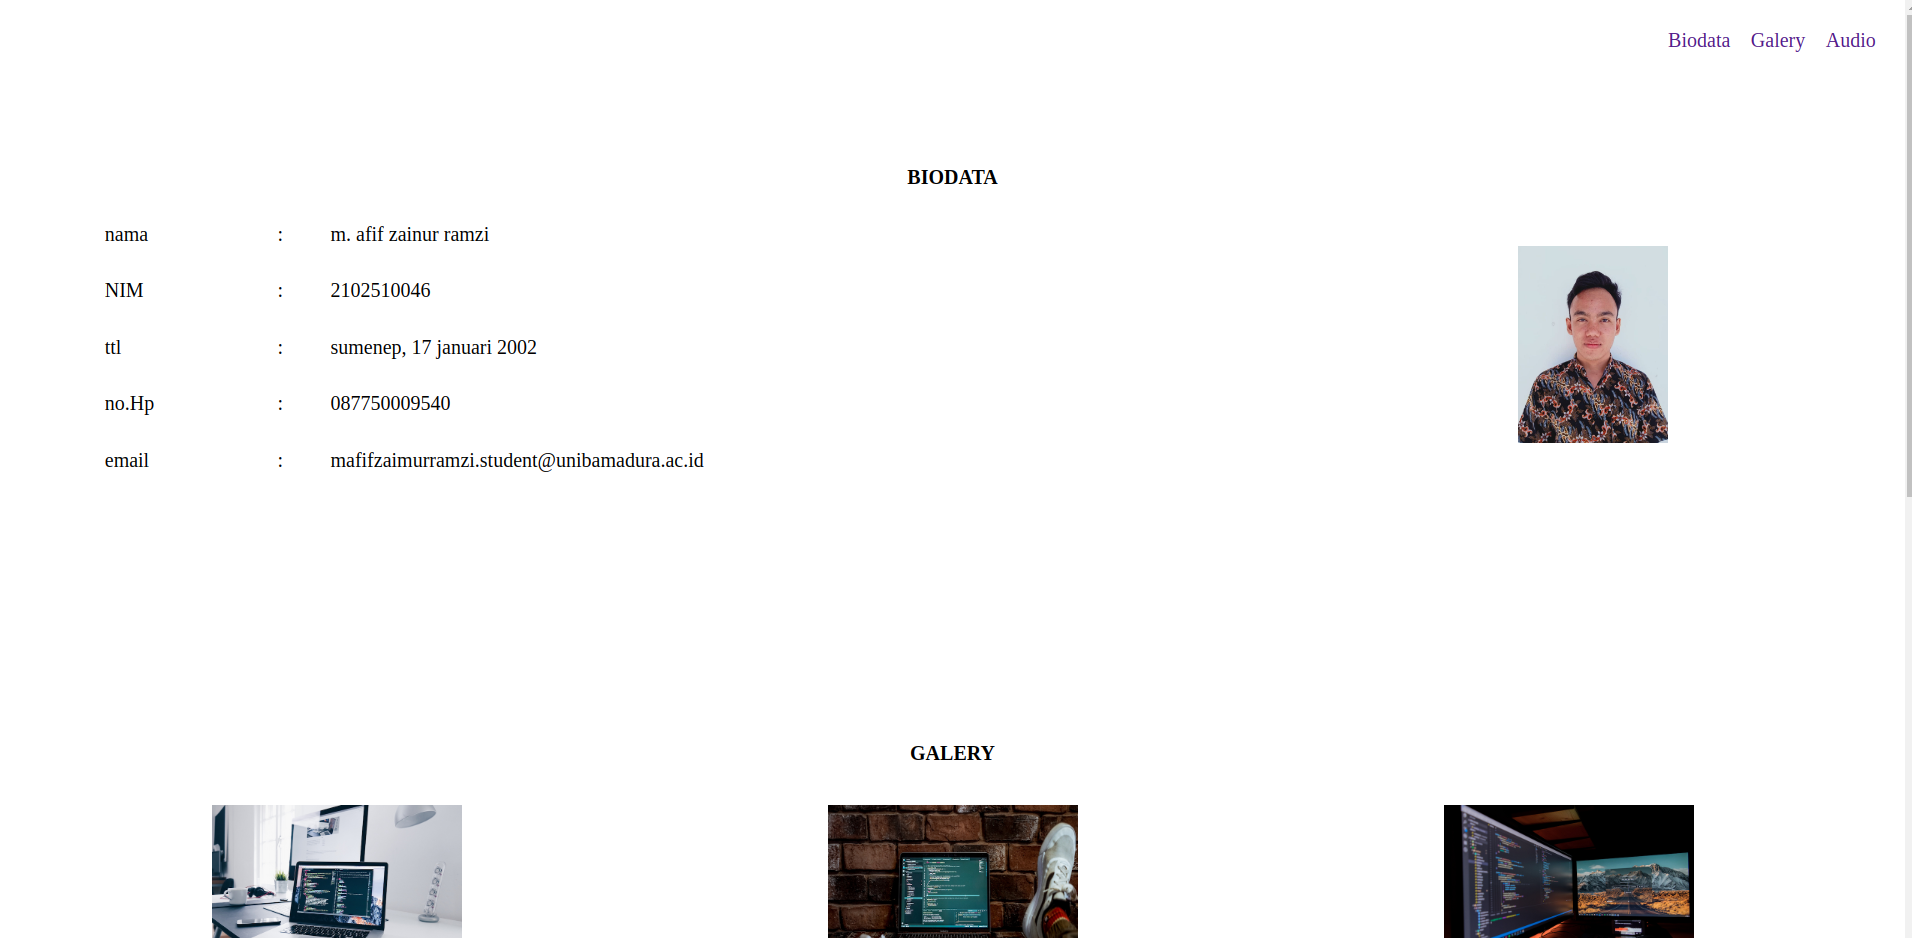 Biodata Galery Audio
BIODATA
nama : m. afif zainur ramzi
NIM : 2102510046
ttl : sumenep, 17 januari 2002
no.Hp : 087750009540
email : mafifzaimurramzi.student@unibamadura.ac.id
GALERY